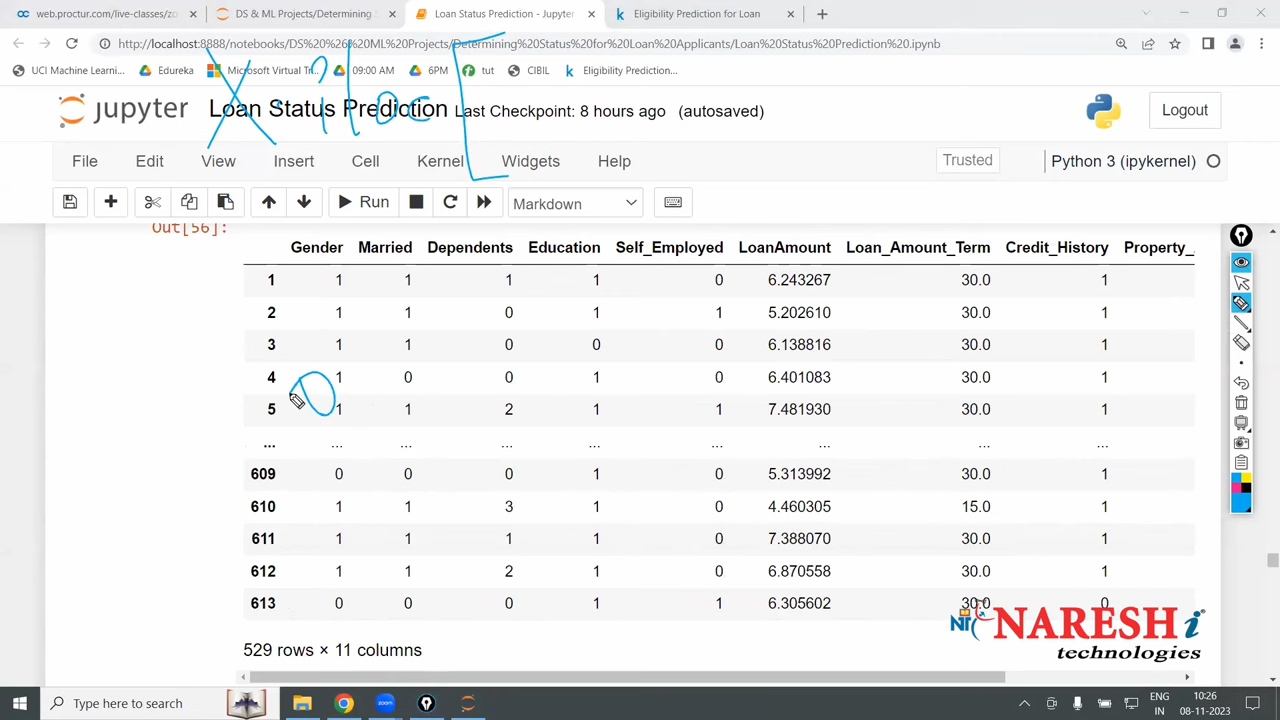 web.proctur.com/live-classes/zo
DS & ML Projects/Determining S
Loan Status Prediction - Jupyter
Eligibility Prediction for Loan
http://localhost:8888/notebooks/DS%20%26%20ML%20Projects/Determining%20Status%20for%20Loan%20Applicants/Loan%20Status%20Prediction%20.ipynb
UCI Machine Learni...
Edureka
Microsoft Virtual Tr...
09:00 AM
6PM
tut
CIBIL
Eligibility Prediction...
X.iloc[
jupyter Loan Status Prediction Last Checkpoint: 8 hours ago (autosaved)
Logout
File Edit View Insert Cell Kernel Widgets Help
Trusted
Python 3 (ipykernel)
Run
Markdown
Out[56]:
Gender Married Dependents Education Self_Employed LoanAmount Loan_Amount_Term Credit_History Property_
1 1 1 1 1 0 6.243267 30.0 1
2 1 1 0 1 1 5.202610 30.0 1
3 1 1 0 0 0 6.138816 30.0 1
4 1 0 0 1 0 6.401083 30.0 1
5 1 1 2 1 1 7.481930 30.0 1
... ... ... ... ... ... ... ... ...
609 0 0 0 1 0 5.313992 30.0 1
610 1 1 3 1 0 4.460305 15.0 1
611 1 1 1 1 0 7.388070 30.0 1
612 1 1 2 1 0 6.870558 30.0 1
613 0 0 0 1 1 6.305602 30.0 0
NARESH i
technologies
529 rows × 11 columns
Type here to search
ENG
IN
10:26
08-11-2023